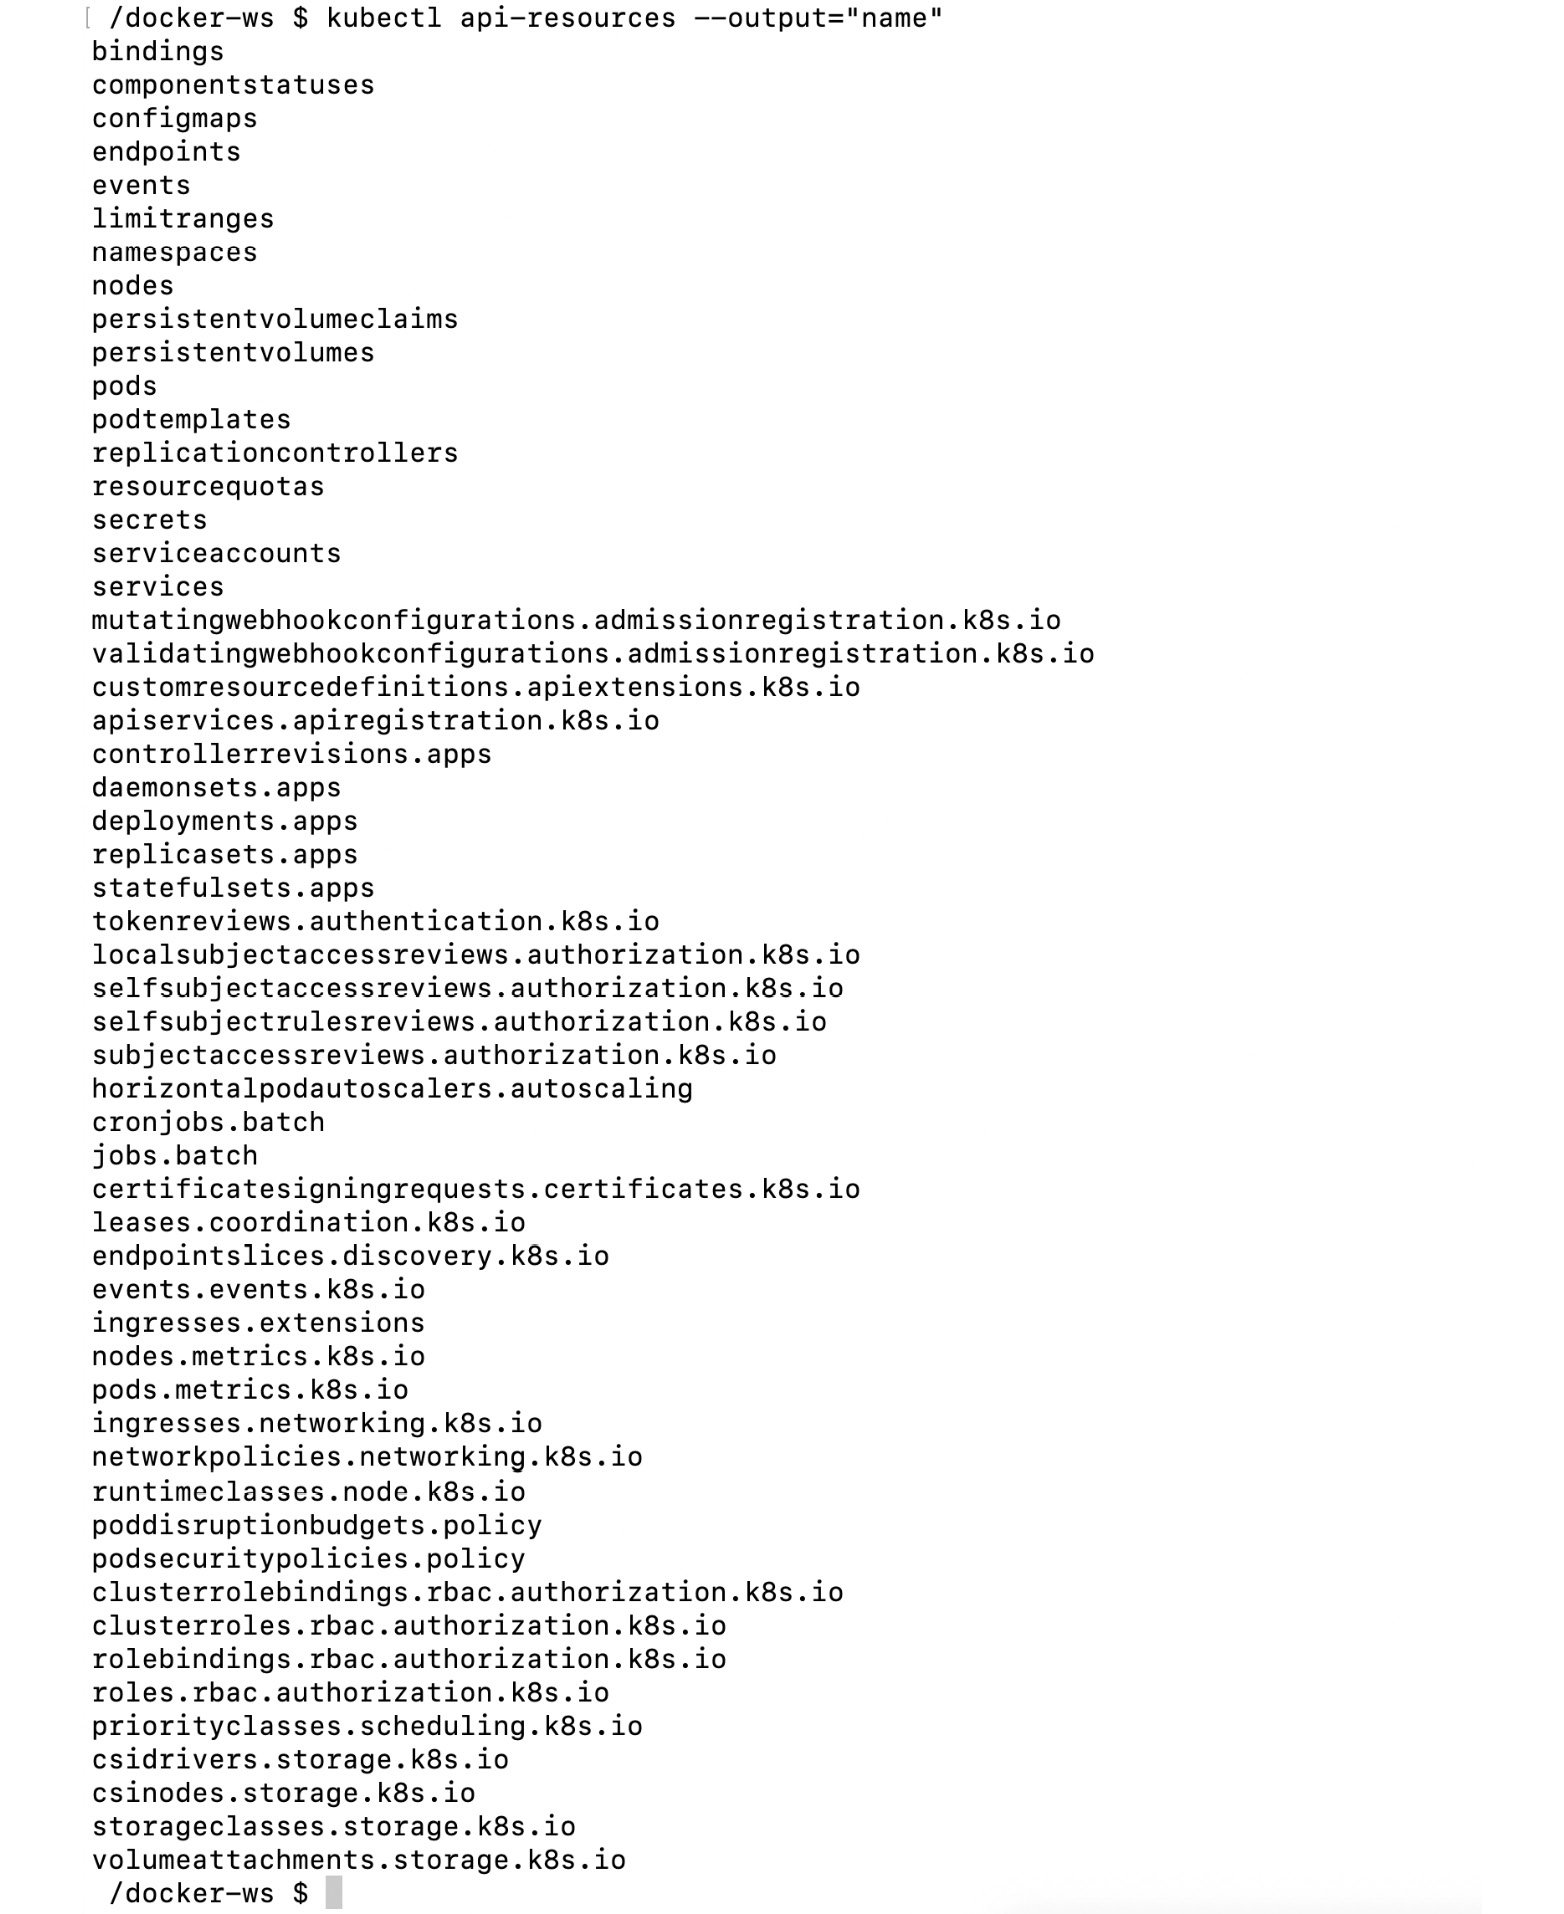 [ /docker-ws $ kubectl api-resources --output="name"
bindings
componentstatuses
configmaps
endpoints
events
limitranges
namespaces
nodes
persistentvolumeclaims
persistentvolumes
pods
podtemplates
replicationcontrollers
resourcequotas
secrets
serviceaccounts
services
mutatingwebhookconfigurations.admissionregistration.k8s.io
validatingwebhookconfigurations.admissionregistration.k8s.io
customresourcedefinitions.apiextensions.k8s.io
apiservices.apiregistration.k8s.io
controllerrevisions.apps
daemonsets.apps
deployments.apps
replicasets.apps
statefulsets.apps
tokenreviews.authentication.k8s.io
localsubjectaccessreviews.authorization.k8s.io
selfsubjectaccessreviews.authorization.k8s.io
selfsubjectrulesreviews.authorization.k8s.io
subjectaccessreviews.authorization.k8s.io
horizontalpodautoscalers.autoscaling
cronjobs.batch
jobs.batch
certificatesigningrequests.certificates.k8s.io
leases.coordination.k8s.io
endpointslices.discovery.k8s.io
events.events.k8s.io
ingresses.extensions
nodes.metrics.k8s.io
pods.metrics.k8s.io
ingresses.networking.k8s.io
networkpolicies.networking.k8s.io
runtimeclasses.node.k8s.io
poddisruptionbudgets.policy
podsecuritypolicies.policy
clusterrolebindings.rbac.authorization.k8s.io
clusterroles.rbac.authorization.k8s.io
rolebindings.rbac.authorization.k8s.io
roles.rbac.authorization.k8s.io
priorityclasses.scheduling.k8s.io
csidrivers.storage.k8s.io
csinodes.storage.k8s.io
storageclasses.storage.k8s.io
volumeattachments.storage.k8s.io
/docker-ws $